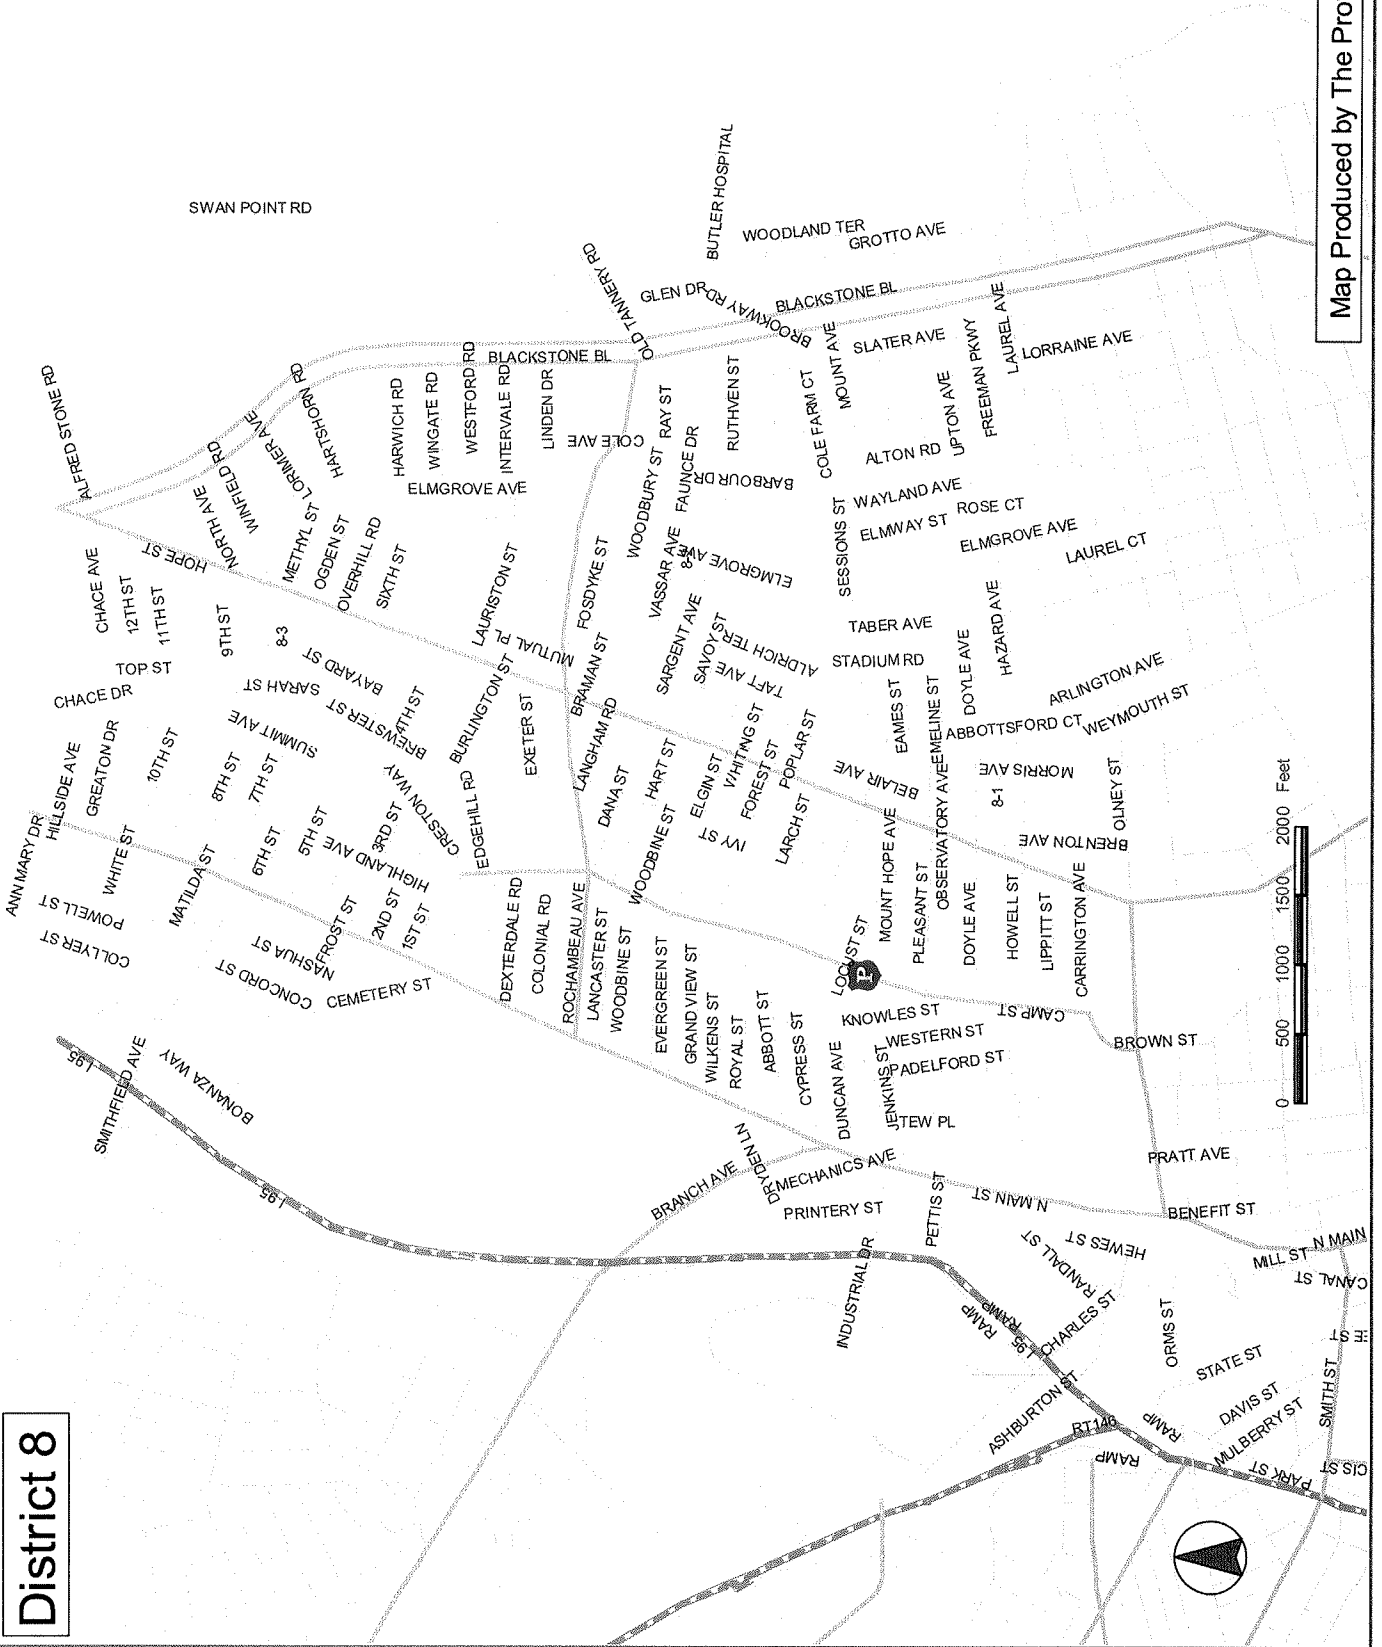 District 8
Map Produced by The Pro
SWAN POINT RD
BUTLER HOSPITAL
WOODLAND TER
GROTTO AVE
OLD TANNERY RD
GLEN DR
BROOKWAY RD
BLACKSTONE BL
BLACKSTONE BL
ALFRED STONE RD
HARTSHORN RD
LORIMER AVE
WINFIELD RD
NORTH AVE
HARWICH RD
WINGATE RD
WESTFORD RD
INTERVALE RD
LINDEN DR
COLE AVE
RAY ST
RUTHVEN ST
COLE FARM CT
MOUNT AVE
SLATER AVE
FREEMAN PKWY
LAUREL AVE
LORRAINE AVE
UPTON AVE
ALTON RD
ELMGROVE AVE
WOODBURY ST
FAUNCE DR
BARBOUR DR
WAYLAND AVE
ROSE CT
ELMWAY ST
ELMGROVE AVE
LAUREL CT
SESSIONS ST
HOPE ST
METHYL ST
OGDEN ST
OVERHILL RD
SIXTH ST
LAURISTON ST
FOSDYKE ST
VASSAR AVE
8-2
ELMGROVE AVE
CHACE AVE
12TH ST
11TH ST
9TH ST
8-3
MUTUAL PL
SARGENT AVE
SAVOY ST
ALDRICH TER
TAFT AVE
TABER AVE
STADIUM RD
HAZARD AVE
DOYLE AVE
ARLINGTON AVE
WEYMOUTH ST
ABBOTTSFORD CT
EMELINE ST
EAMES ST
TOP ST
CHACE DR
BAYARD ST
SARAH ST
BREWSTER ST
4TH ST
BURLINGTON ST
EXETER ST
BRAMAN ST
LANGHAM RD
DANA ST
HART ST
ELGIN ST
WHITING ST
FOREST ST
POPLAR ST
IVY ST
LARCH ST
BELAIR AVE
MORRIS AVE
8-1
OLNEY ST
BRENTON AVE
HILLSIDE AVE
GREATON DR
10TH ST
SUMMIT AVE
8TH ST
7TH ST
CRESTON WAY
EDGEHILL RD
ANN MARY DR
WHITE ST
MATILDA ST
6TH ST
5TH ST
3RD ST
HIGHLAND AVE
2ND ST
1ST ST
FROST ST
WOODBINE ST
MOUNT HOPE AVE
OBSERVATORY AVE
PLEASANT ST
DOYLE AVE
HOWELL ST
LIPPITT ST
CARRINGTON AVE
POWELL ST
COLLYER ST
NASHUA ST
CONCORD ST
CEMETERY ST
DEXTERDALE RD
COLONIAL RD
ROCHAMBEAU AVE
LANCASTER ST
WOODBINE ST
EVERGREEN ST
GRAND VIEW ST
WILKENS ST
ROYAL ST
ABBOTT ST
CYPRESS ST
DUNCAN AVE
LOCUST ST
P
KNOWLES ST
WESTERN ST
PADELFORD ST
JENKINS ST
STEW PL
CAMP ST
BROWN ST
PRATT AVE
BENEFIT ST
I 95
SMITHFIELD AVE
BONANZA WAY
I 95
BRANCH AVE
DRYDEN LN
MECHANICS AVE
PRINTERY ST
PETTIS ST
N MAIN ST
INDUSTRIAL DR
HEWES ST
RANDALL ST
RAMP
RAMP
I 95
CHARLES ST
MILL ST
N MAIN
CANAL ST
E ST
ORMS ST
STATE ST
ASHBURTON ST
RT146
RAMP
RAMP
DAVIS ST
MULBERRY ST
PARK ST
SMITH ST
CIS ST
0 500 1000 1500 2000 Feet